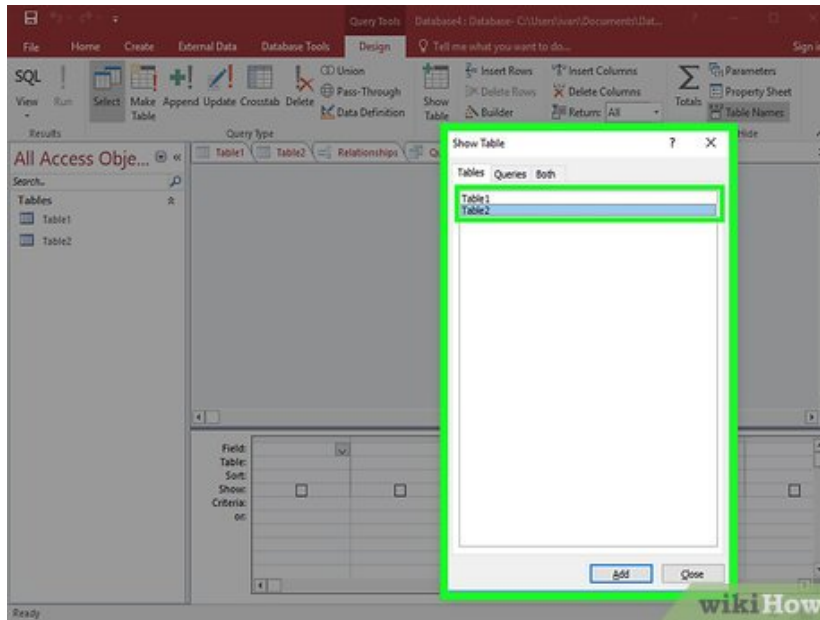 Query Tools Database4 : Database- C:\Users\ivan\Documents\Dat...
File Home Create External Data Database Tools Design Tell me what you want to do... Sign i
SQL
View
Run
Select
Make Table
Append
Update
Crosstab
Delete
Union
Pass-Through
Data Definition
Show Table
Insert Rows
Delete Rows
Builder
Insert Columns
Delete Columns
Return: All
Totals
Parameters
Property Sheet
Table Names
Results
Query Type
Hide
All Access Obje... «
Search..
Tables
Table1
Table2
Table1 Table2 Relationships Q
Show Table ? X
Tables Queries Both
Table1
Table2
Add Close
Field:
Table:
Sort:
Show:
Criteria:
or:
Ready
wikiHow